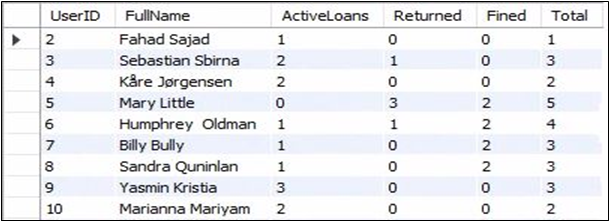 UserID FullName ActiveLoans Returned Fined Total
2 Fahad Sajad 1 0 0 1
3 Sebastian Sbirna 2 1 0 3
4 Kåre Jørgensen 2 0 0 2
5 Mary Little 0 3 2 5
6 Humphrey Oldman 1 1 2 4
7 Billy Bully 1 0 2 3
8 Sandra Quninlan 1 0 2 3
9 Yasmin Kristia 3 0 0 3
10 Marianna Mariyam 2 0 0 2